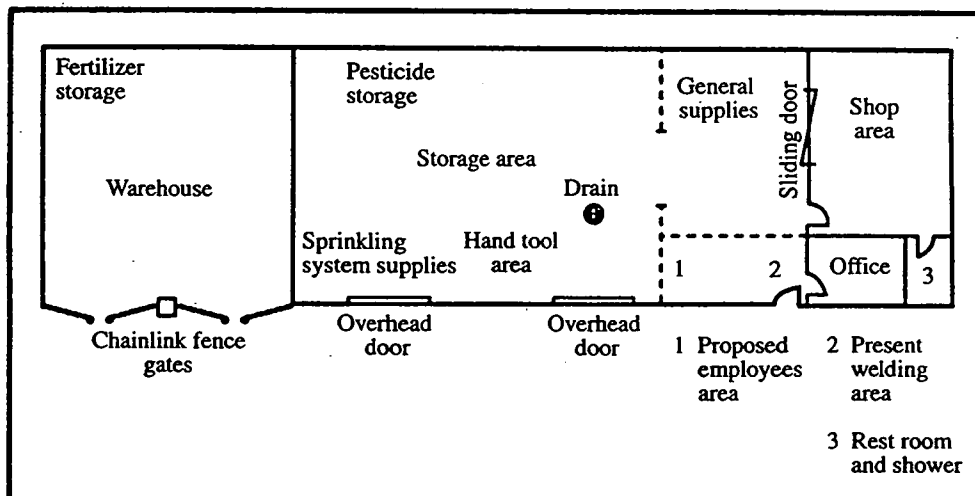 Fertilizer
storage
Pesticide
storage
General
supplies
Sliding door
Shop
area
Storage area
Warehouse
Drain
Sprinkling
system supplies
Hand tool
area
1
2
Office
3
Overhead
door
Overhead
door
Chainlink fence
gates
1 Proposed
employees
area
2 Present
welding
area
3 Rest room
and shower